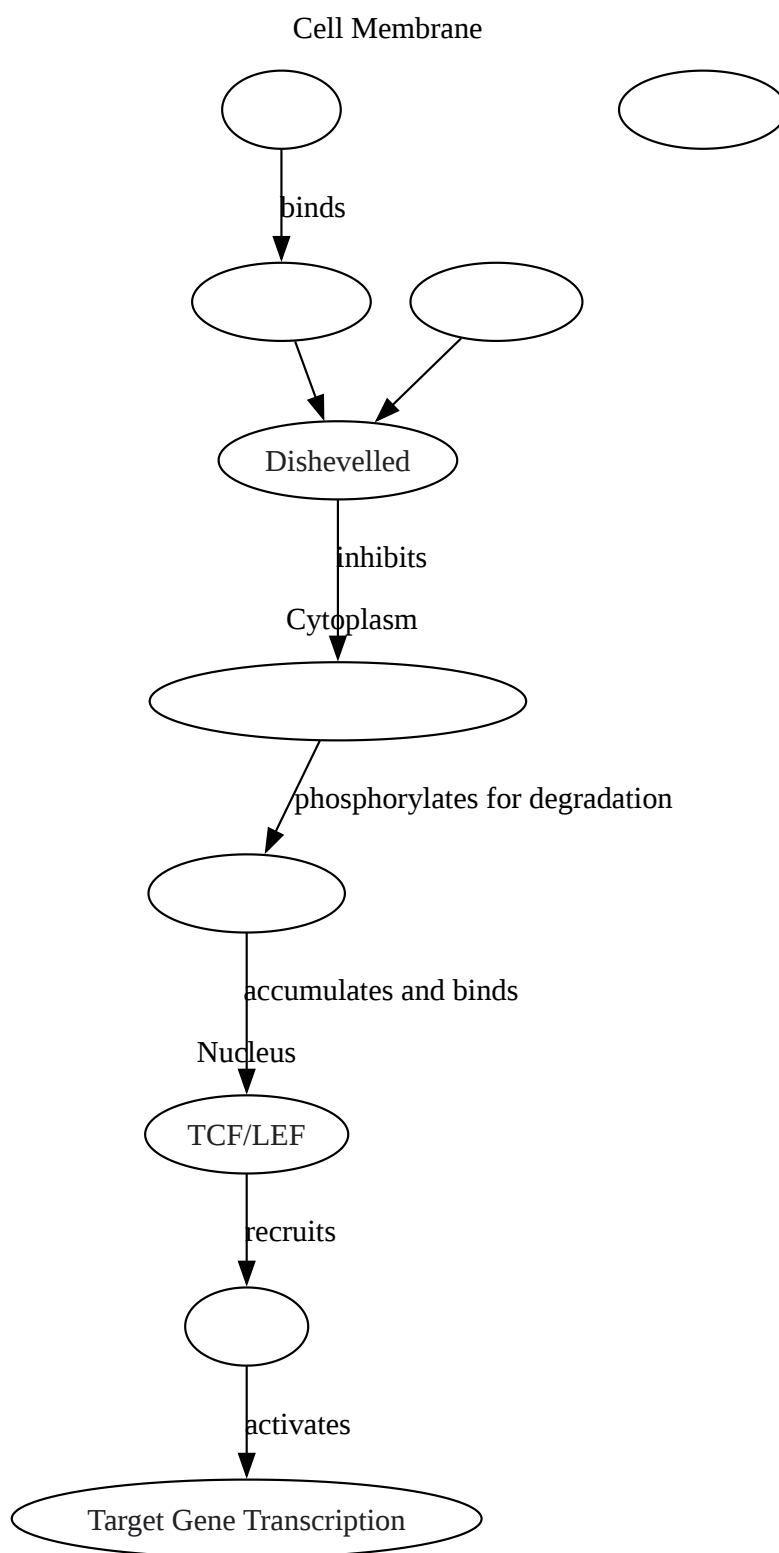 Cell Membrane
binds
Dishevelled
inhibits
Cytoplasm
phosphorylates for degradation
accumulates and binds
Nucleus
TCF/LEF
recruits
activates
Target Gene Transcription